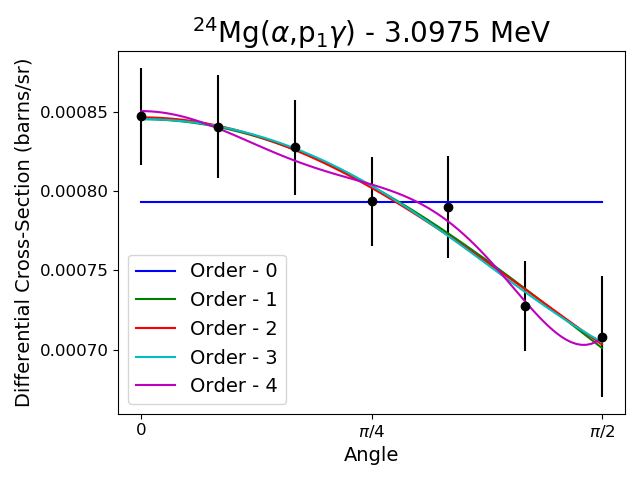 ²⁴Mg(α,p₁γ) - 3.0975 MeV
Differential Cross-Section (barns/sr)
0.00085
0.00080
0.00075
0.00070
Order - 0
Order - 1
Order - 2
Order - 3
Order - 4
0
π/4
π/2
Angle